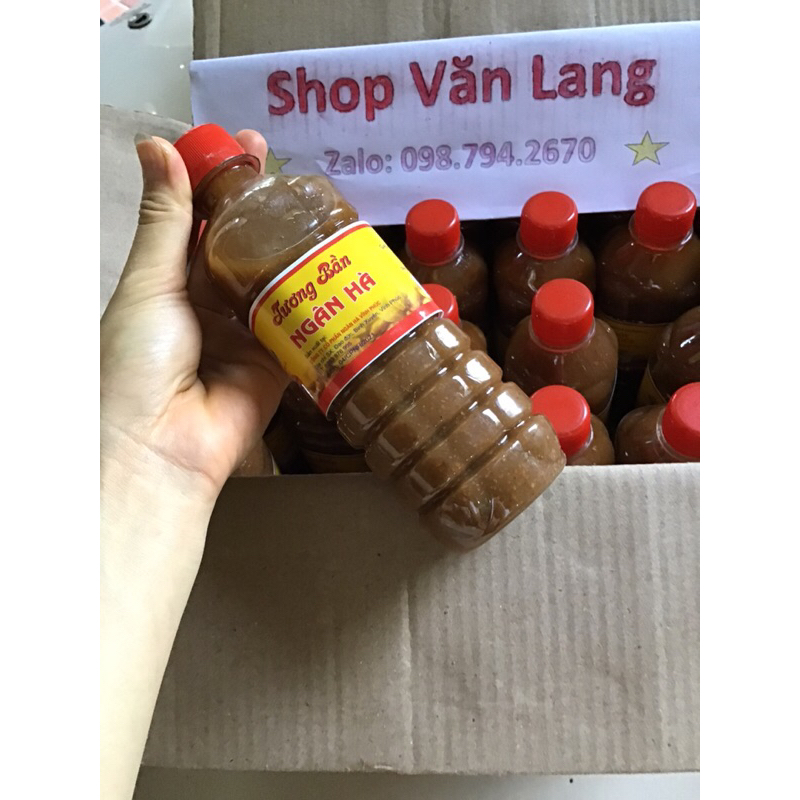 Shop Văn Lang
Zalo: 098.794.2670
Tương Bần
NGÂN HÀ